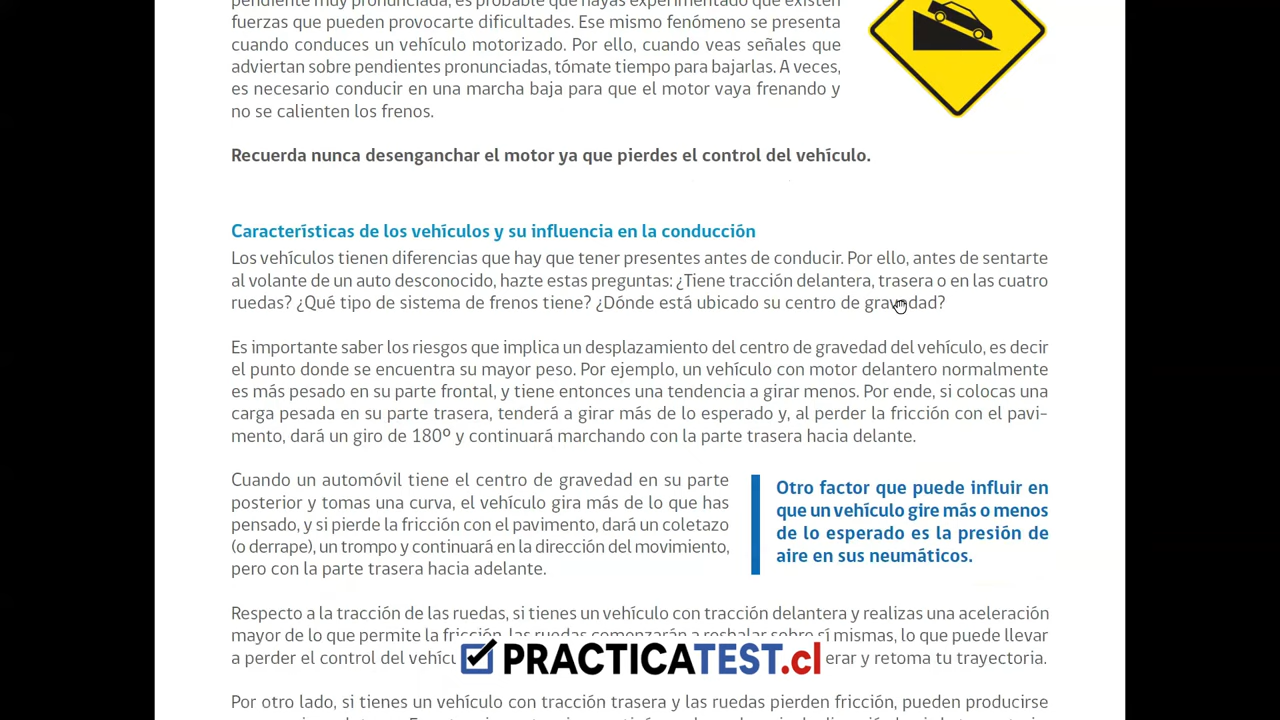 pendiente muy pronunciada, es probable que hayas experimentado que existen
fuerzas que pueden provocarte dificultades. Ese mismo fenómeno se presenta
cuando conduces un vehículo motorizado. Por ello, cuando veas señales que
adviertan sobre pendientes pronunciadas, tómate tiempo para bajarlas. A veces,
es necesario conducir en una marcha baja para que el motor vaya frenando y
no se calienten los frenos.
Recuerda nunca desenganchar el motor ya que pierdes el control del vehículo.
Características de los vehículos y su influencia en la conducción
Los vehículos tienen diferencias que hay que tener presentes antes de conducir. Por ello, antes de sentarte
al volante de un auto desconocido, hazte estas preguntas: ¿Tiene tracción delantera, trasera o en las cuatro
ruedas? ¿Qué tipo de sistema de frenos tiene? ¿Dónde está ubicado su centro de gravedad?
Es importante saber los riesgos que implica un desplazamiento del centro de gravedad del vehículo, es decir
el punto donde se encuentra su mayor peso. Por ejemplo, un vehículo con motor delantero normalmente
es más pesado en su parte frontal, y tiene entonces una tendencia a girar menos. Por ende, si colocas una
carga pesada en su parte trasera, tenderá a girar más de lo esperado y, al perder la fricción con el pavi-
mento, dará un giro de 180º y continuará marchando con la parte trasera hacia delante.
Cuando un automóvil tiene el centro de gravedad en su parte
posterior y tomas una curva, el vehículo gira más de lo que has
pensado, y si pierde la fricción con el pavimento, dará un coletazo
(o derrape), un trompo y continuará en la dirección del movimiento,
pero con la parte trasera hacia adelante.
Otro factor que puede influir en
que un vehículo gire más o menos
de lo esperado es la presión de
aire en sus neumáticos.
Respecto a la tracción de las ruedas, si tienes un vehículo con tracción delantera y realizas una aceleración
mayor de lo que permite la fricción, las ruedas comenzarán a resbalar sobre sí mismas, lo que puede llevar
a perder el control del vehícu erar y retoma tu trayectoria.
PRACTICATEST.cl
Por otro lado, si tienes un vehículo con tracción trasera y las ruedas pierden fricción, pueden producirse